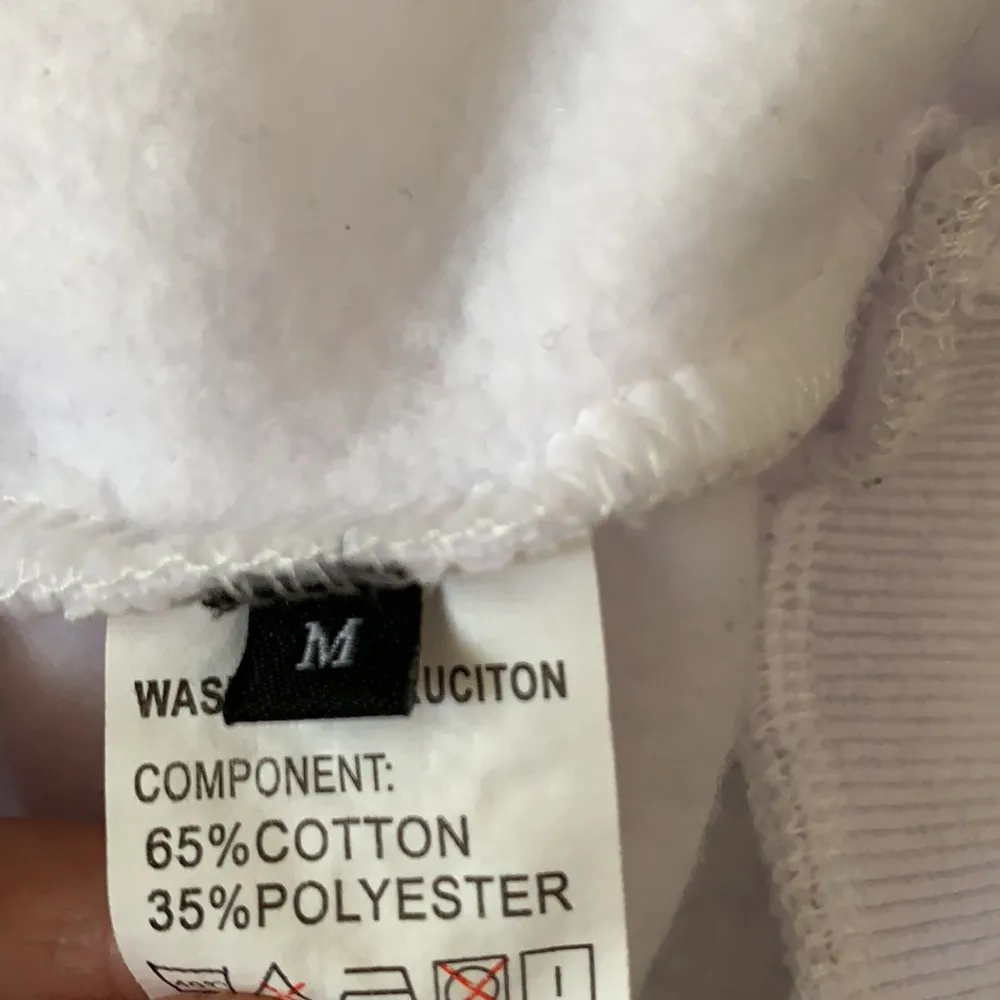 M
WAS UCITON
COMPONENT:
65%COTTON
35%POLYESTER